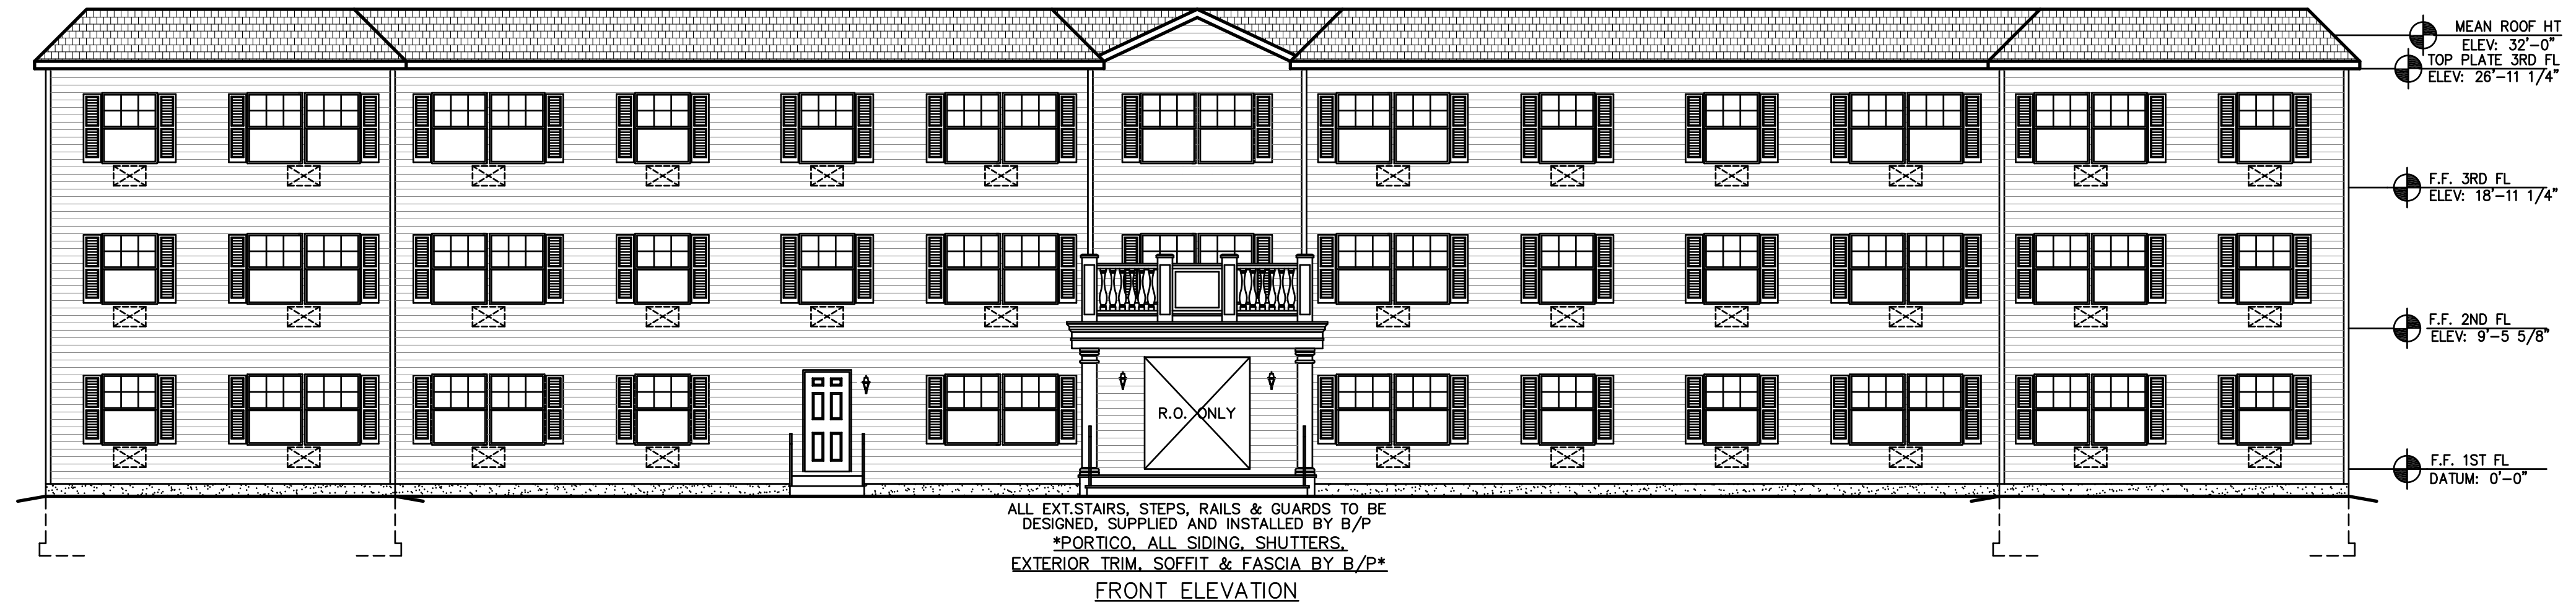 MEAN ROOF HT
ELEV: 32'-0"
TOP PLATE 3RD FL
ELEV: 26'-11 1/4"
F.F. 3RD FL
ELEV: 18'-11 1/4"
F.F. 2ND FL
ELEV: 9'-5 5/8"
R.O. ONLY
F.F. 1ST FL
DATUM: 0'-0"
ALL EXT.STAIRS, STEPS, RAILS & GUARDS TO BE
DESIGNED, SUPPLIED AND INSTALLED BY B/P
*PORTICO, ALL SIDING, SHUTTERS,
EXTERIOR TRIM, SOFFIT & FASCIA BY B/P*
FRONT ELEVATION